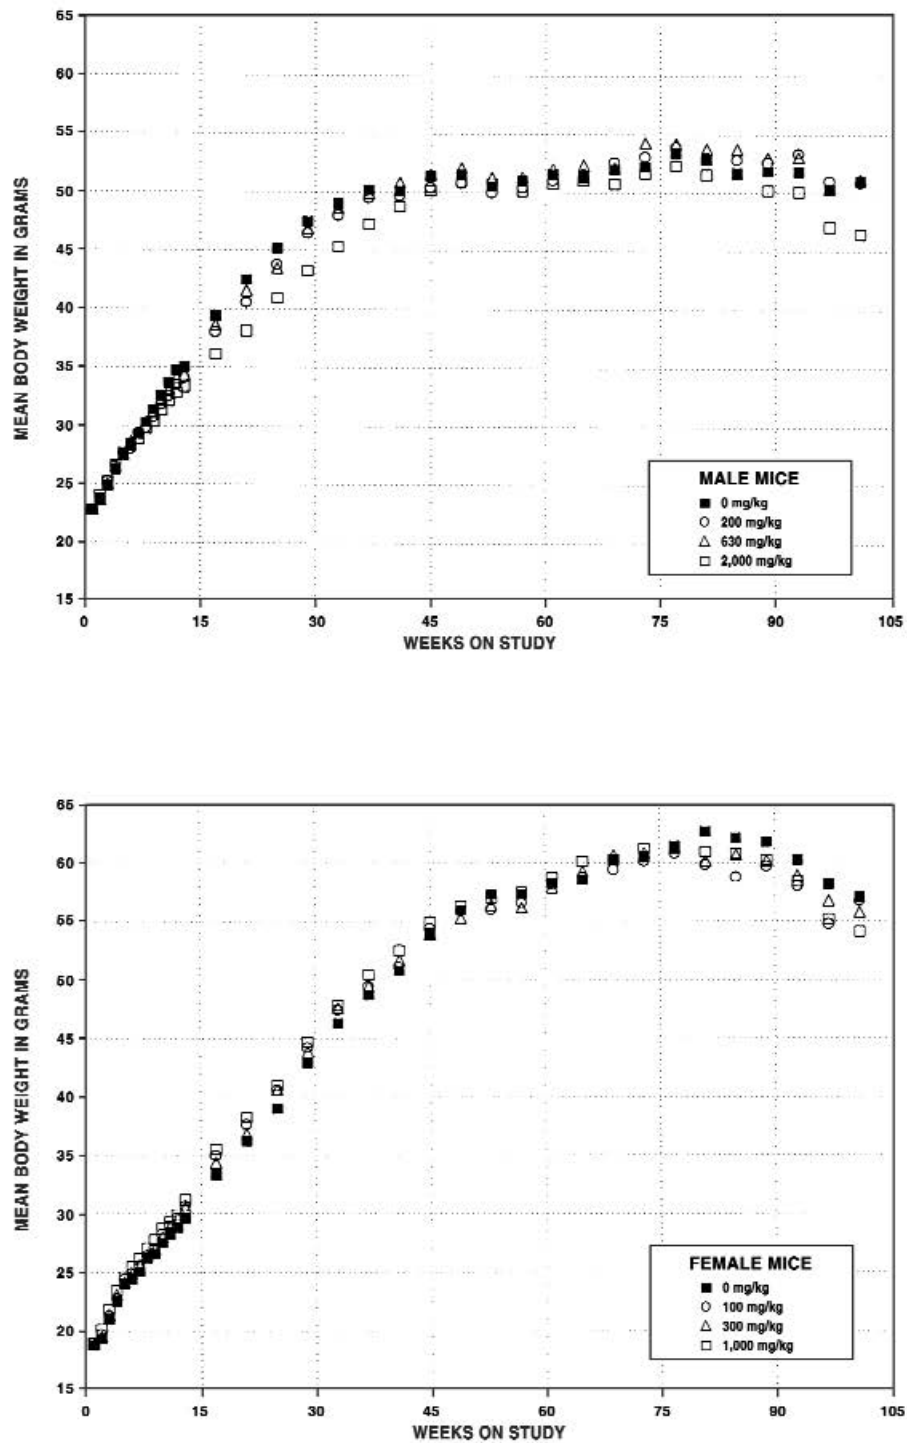 65
60
55
50
45
40
35
30
25
20
15
MEAN BODY WEIGHT IN GRAMS
MALE MICE
0 mg/kg
200 mg/kg
630 mg/kg
2,000 mg/kg
0 15 30 45 60 75 90 105
WEEKS ON STUDY
65
60
55
50
45
40
35
30
25
20
15
MEAN BODY WEIGHT IN GRAMS
FEMALE MICE
0 mg/kg
100 mg/kg
300 mg/kg
1,000 mg/kg
0 15 30 45 60 75 90 105
WEEKS ON STUDY